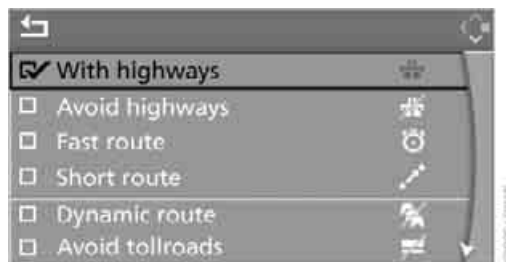 With highways
Avoid highways
Fast route
Short route
Dynamic route
Avoid tollroads